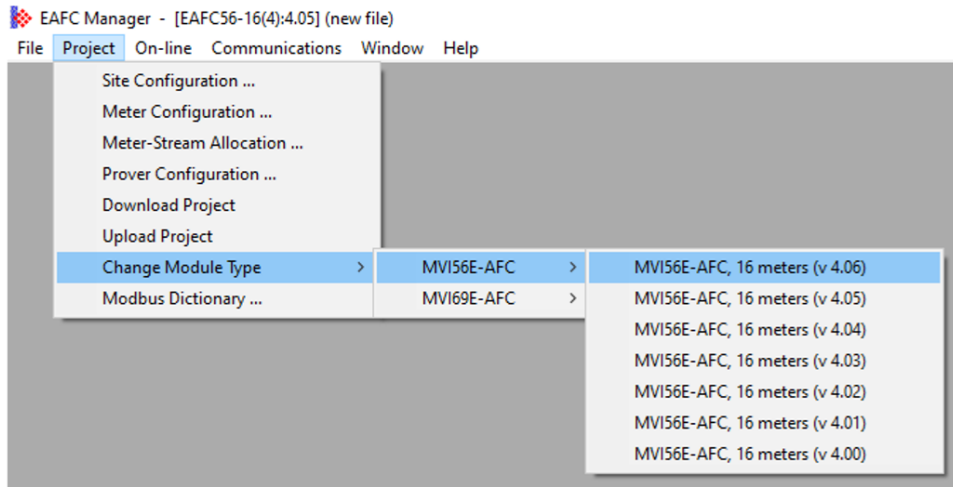 EAFC Manager - [EAFC56-16(4):4.05] (new file)
File Project On-line Communications Window Help
Site Configuration ...
Meter Configuration ...
Meter-Stream Allocation ...
Prover Configuration ...
Download Project
Upload Project
Change Module Type > MVI56E-AFC > MVI56E-AFC, 16 meters (v 4.06)
Modbus Dictionary ... MVI69E-AFC > MVI56E-AFC, 16 meters (v 4.05)
MVI56E-AFC, 16 meters (v 4.04)
MVI56E-AFC, 16 meters (v 4.03)
MVI56E-AFC, 16 meters (v 4.02)
MVI56E-AFC, 16 meters (v 4.01)
MVI56E-AFC, 16 meters (v 4.00)